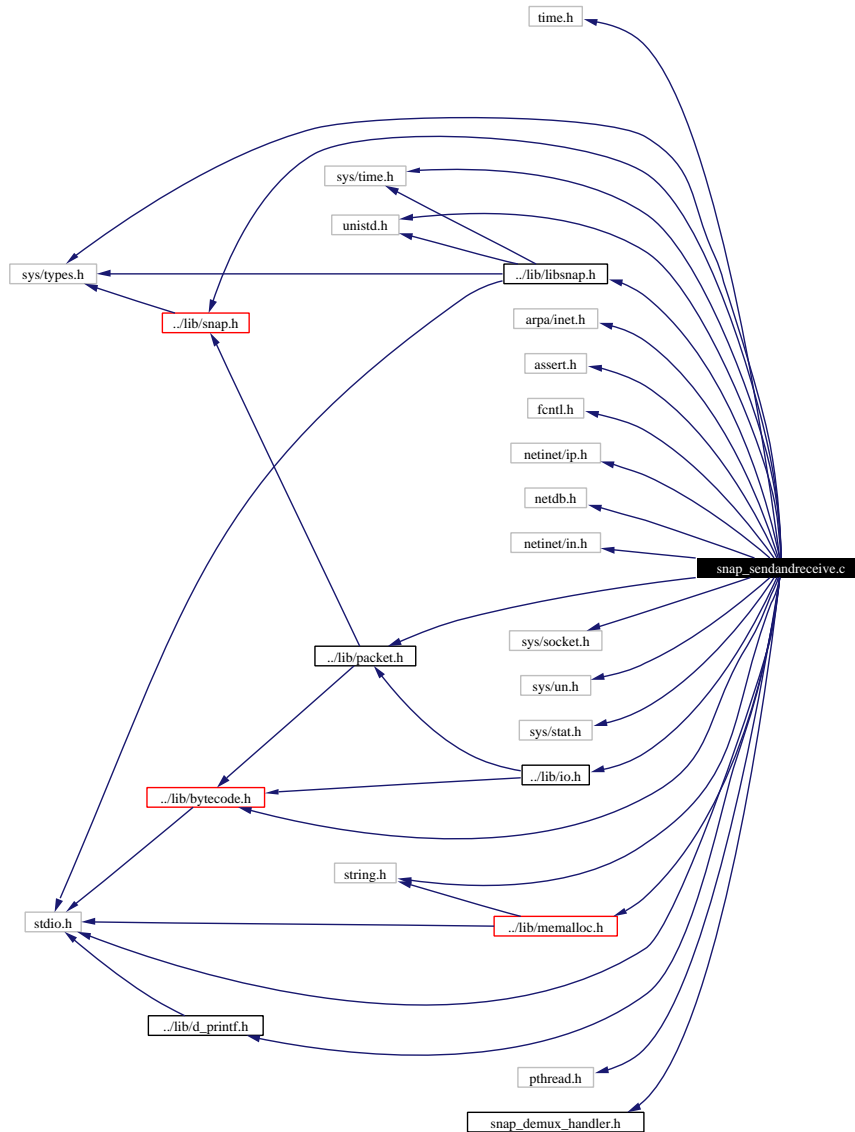 time.h
sys/time.h
unistd.h
sys/types.h
../lib/libsnap.h
../lib/snap.h
arpa/inet.h
assert.h
fcntl.h
netinet/ip.h
netdb.h
netinet/in.h
snap_sendandreceive.c
sys/socket.h
../lib/packet.h
sys/un.h
sys/stat.h
../lib/io.h
../lib/bytecode.h
string.h
stdio.h
../lib/memalloc.h
../lib/d_printf.h
pthread.h
snap_demux_handler.h